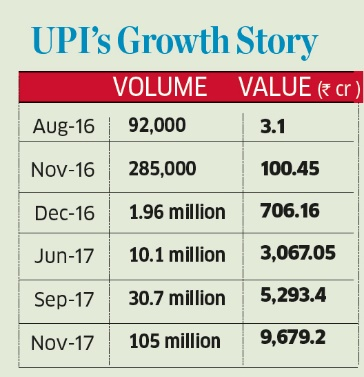 UPI's Growth Story
VOLUME VALUE (₹ cr)
Aug-16 92,000 3.1
Nov-16 285,000 100.45
Dec-16 1.96 million 706.16
Jun-17 10.1 million 3,067.05
Sep-17 30.7 million 5,293.4
Nov-17 105 million 9,679.2